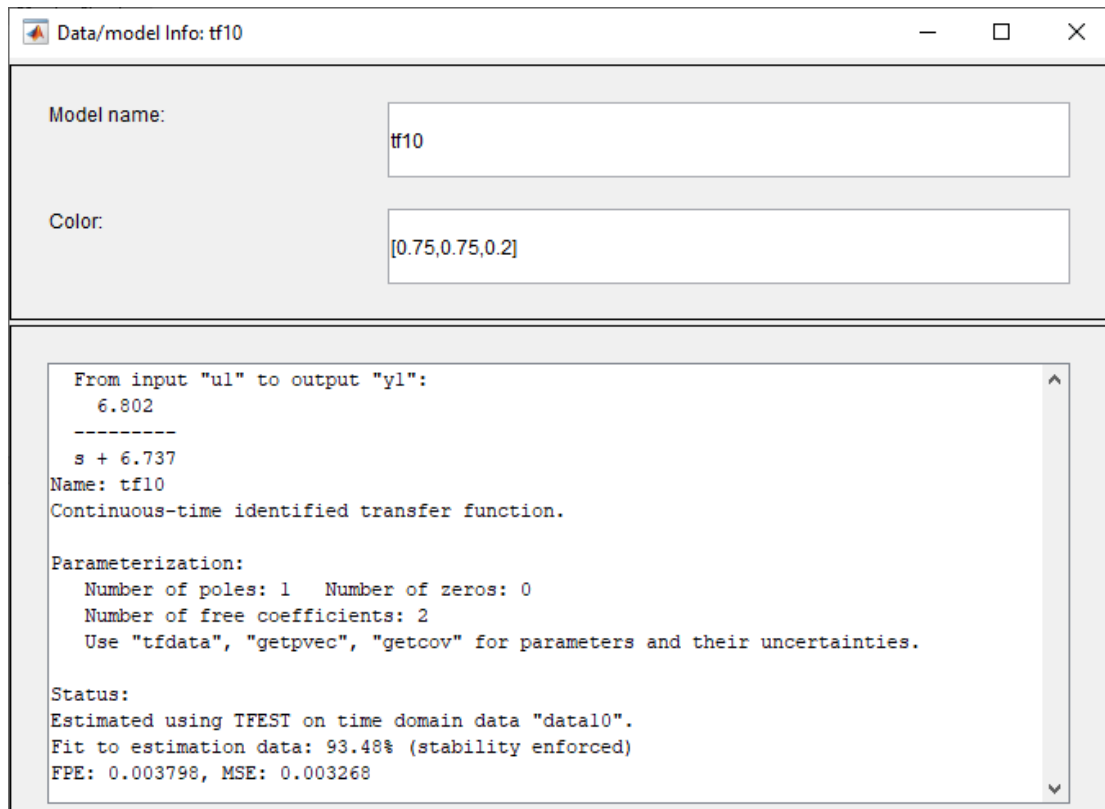 Data/model Info: tf10
Model name:
tf10
Color:
[0.75,0.75,0.2]
From input "u1" to output "y1":
6.802
---------
s + 6.737
Name: tf10
Continuous-time identified transfer function.
Parameterization:
Number of poles: 1   Number of zeros: 0
Number of free coefficients: 2
Use "tfdata", "getpvec", "getcov" for parameters and their uncertainties.
Status:
Estimated using TFEST on time domain data "data10".
Fit to estimation data: 93.48% (stability enforced)
FPE: 0.003798, MSE: 0.003268